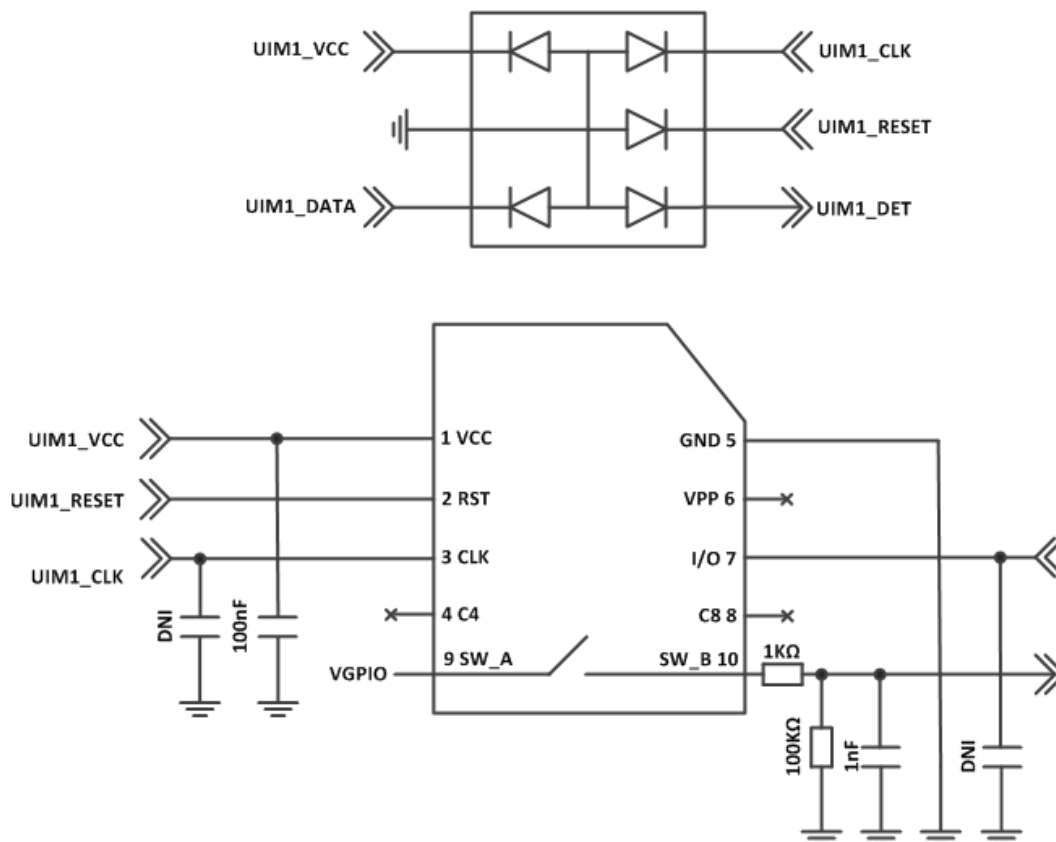 UIM1_VCC
UIM1_CLK
UIM1_RESET
UIM1_DATA
UIM1_DET
UIM1_VCC
1 VCC
GND 5
UIM1_RESET
2 RST
VPP 6
UIM1_CLK
3 CLK
I/O 7
DNI
100nF
4 C4
C8 8
VGPIO
9 SW_A
SW_B 10
1KΩ
100KΩ
1nF
DNI